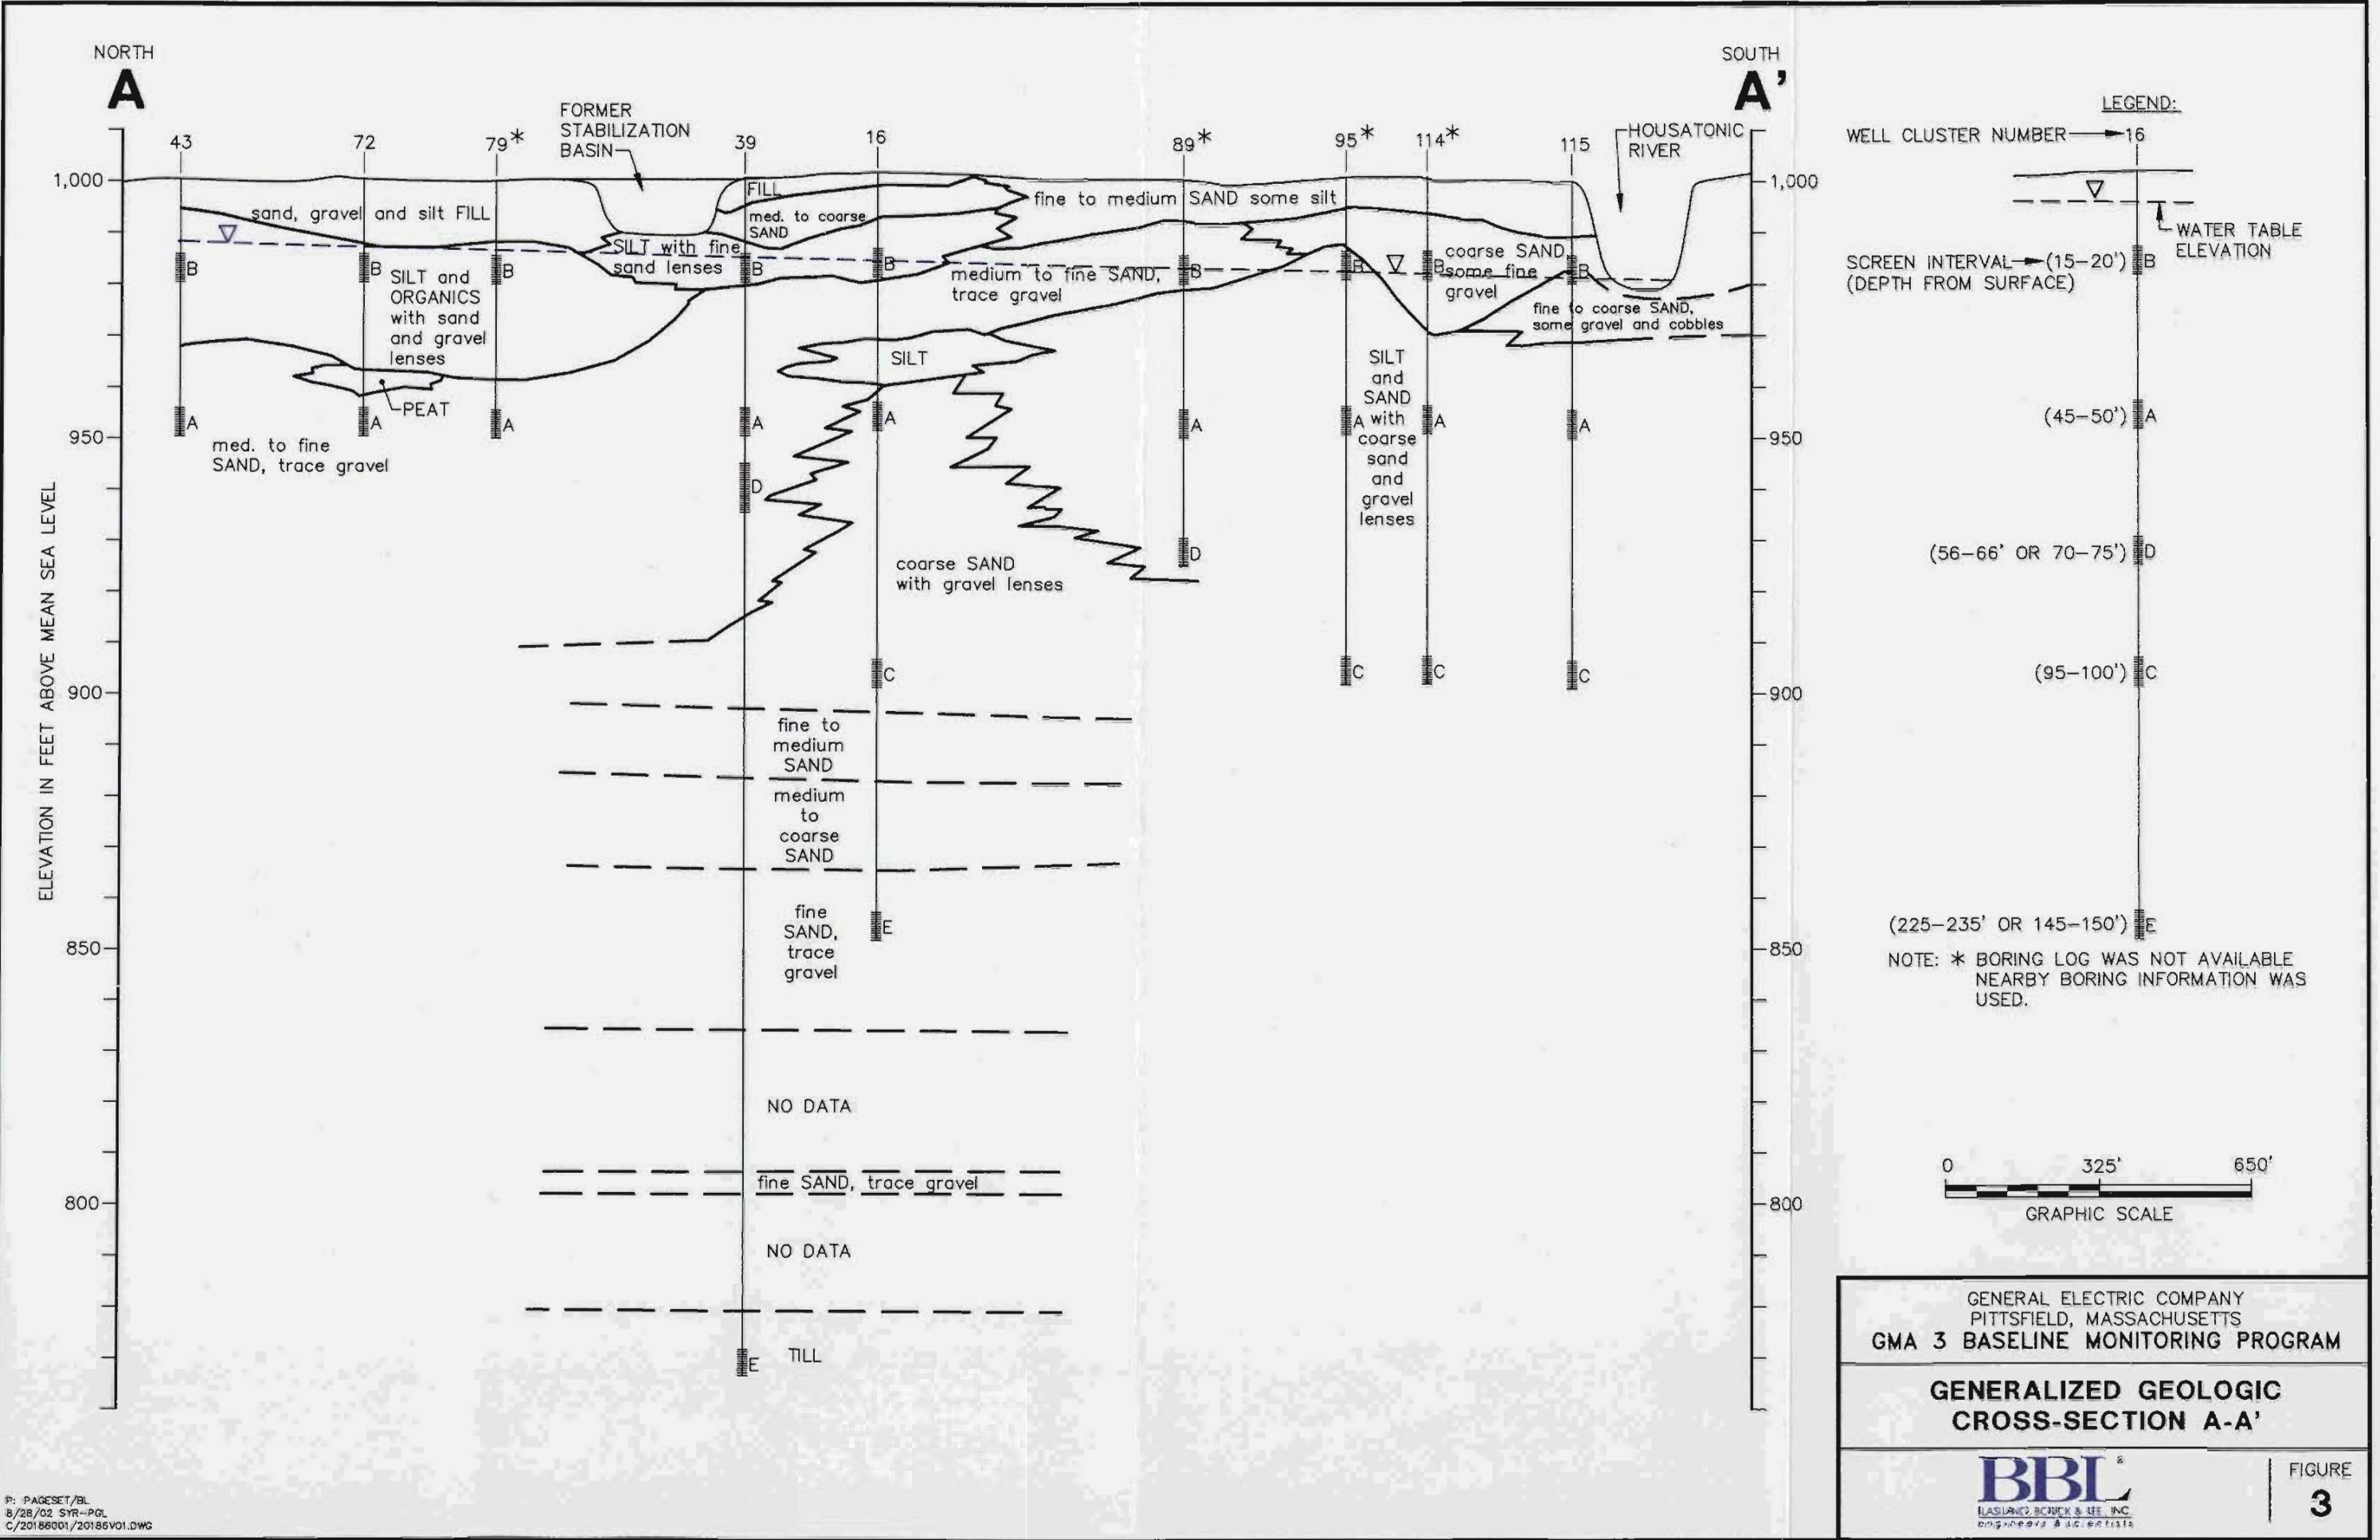 NORTH
A
SOUTH
A'
FORMER
STABILIZATION
BASIN
HOUSATONIC
RIVER
43
72
79*
39
16
89*
95*
114*
115
1,000
950
900
850
800
1,000
950
900
850
800
ELEVATION IN FEET ABOVE MEAN SEA LEVEL
sand, gravel and silt FILL
FILL
med. to coarse
SAND
fine to medium SAND some silt
SILT with fine
sand lenses
medium to fine SAND,
trace gravel
coarse SAND,
some fine
gravel
fine to coarse SAND,
some gravel and cobbles
SILT and
ORGANICS
with sand
and gravel
lenses
PEAT
SILT
SILT
and
SAND
with
coarse
sand
and
gravel
lenses
med. to fine
SAND, trace gravel
coarse SAND
with gravel lenses
B
B
B
B
B
B
B
B
B
A
A
A
A
A
A
A
A
A
D
D
C
C
C
C
fine to
medium
SAND
medium
to
coarse
SAND
fine
SAND,
trace
gravel
E
NO DATA
fine SAND, trace gravel
NO DATA
E
TILL
LEGEND:
WELL CLUSTER NUMBER
16
WATER TABLE
ELEVATION
SCREEN INTERVAL (15-20') B
(DEPTH FROM SURFACE)
(45-50') A
(56-66' OR 70-75') D
(95-100') C
(225-235' OR 145-150') E
NOTE: * BORING LOG WAS NOT AVAILABLE
NEARBY BORING INFORMATION WAS
USED.
0 325' 650'
GRAPHIC SCALE
GENERAL ELECTRIC COMPANY
PITTSFIELD, MASSACHUSETTS
GMA 3 BASELINE MONITORING PROGRAM
GENERALIZED GEOLOGIC
CROSS-SECTION A-A'
BBL
BLASLAND, BOUCK & LEE, INC.
engineers & scientists
FIGURE
3
P: PAGESET/BL
8/28/02 SYR-PGL
C/20186001/20186V01.DWG